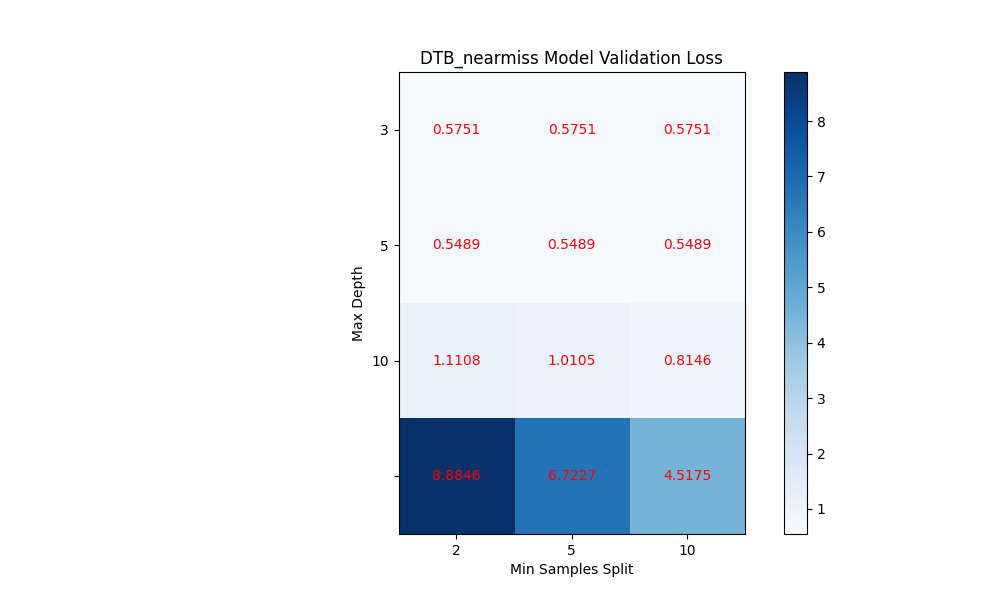 DTB_nearmiss Model Validation Loss
3
0.5751 0.5751 0.5751
5
0.5489 0.5489 0.5489
10
1.1108 1.0105 0.8146
8.8846 6.7227 4.5175
2 5 10
Min Samples Split
Max Depth
8
7
6
5
4
3
2
1